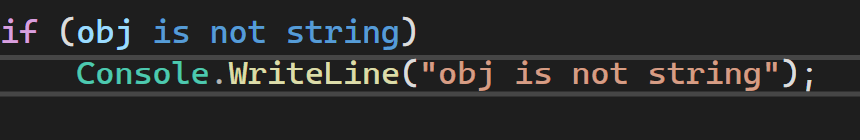 if (obj is not string)
    Console.WriteLine("obj is not string");